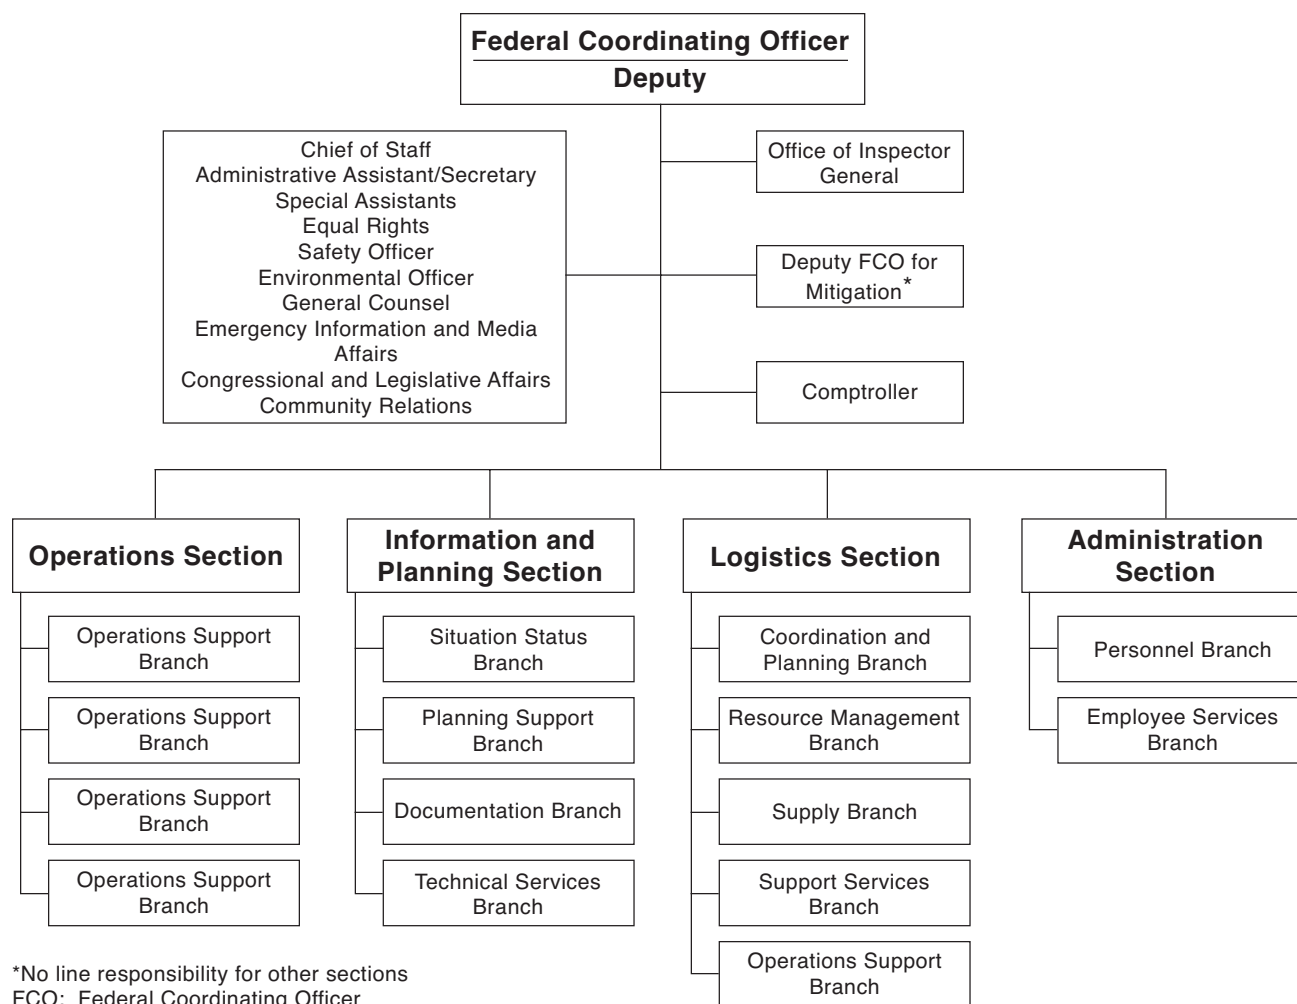 Federal Coordinating Officer
Deputy
Chief of Staff
Administrative Assistant/Secretary
Special Assistants
Equal Rights
Safety Officer
Environmental Officer
General Counsel
Emergency Information and Media
Affairs
Congressional and Legislative Affairs
Community Relations
Office of Inspector
General
Deputy FCO for
Mitigation*
Comptroller
Operations Section
Operations Support
Branch
Operations Support
Branch
Operations Support
Branch
Operations Support
Branch
Information and
Planning Section
Situation Status
Branch
Planning Support
Branch
Documentation Branch
Technical Services
Branch
Logistics Section
Coordination and
Planning Branch
Resource Management
Branch
Supply Branch
Support Services
Branch
Operations Support
Branch
Administration
Section
Personnel Branch
Employee Services
Branch
*No line responsibility for other sections
FCO: Federal Coordinating Officer